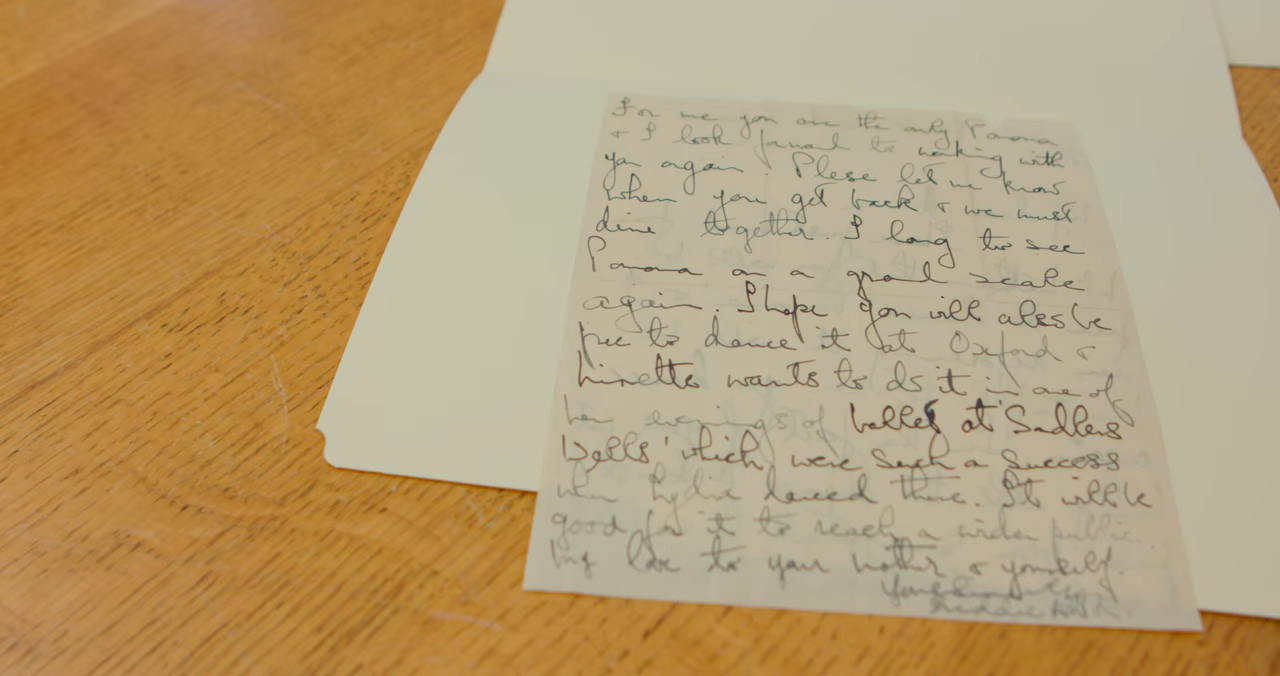 For me you are the only Pomona
& I look forward to working with
you again. Plese let me know
when you get back & we must
dine together. I long to see
Pomona on a grand scale
again. I hope you will also be
free to dance it at Oxford &
Ninette wants to do it in one of
her evenings of ballet at 'Sadlers
Wells' which were such a success
when Lydia danced there. It will be
good for it to reach a wider public.
My love to your mother & yourself.
Yours
Freddie